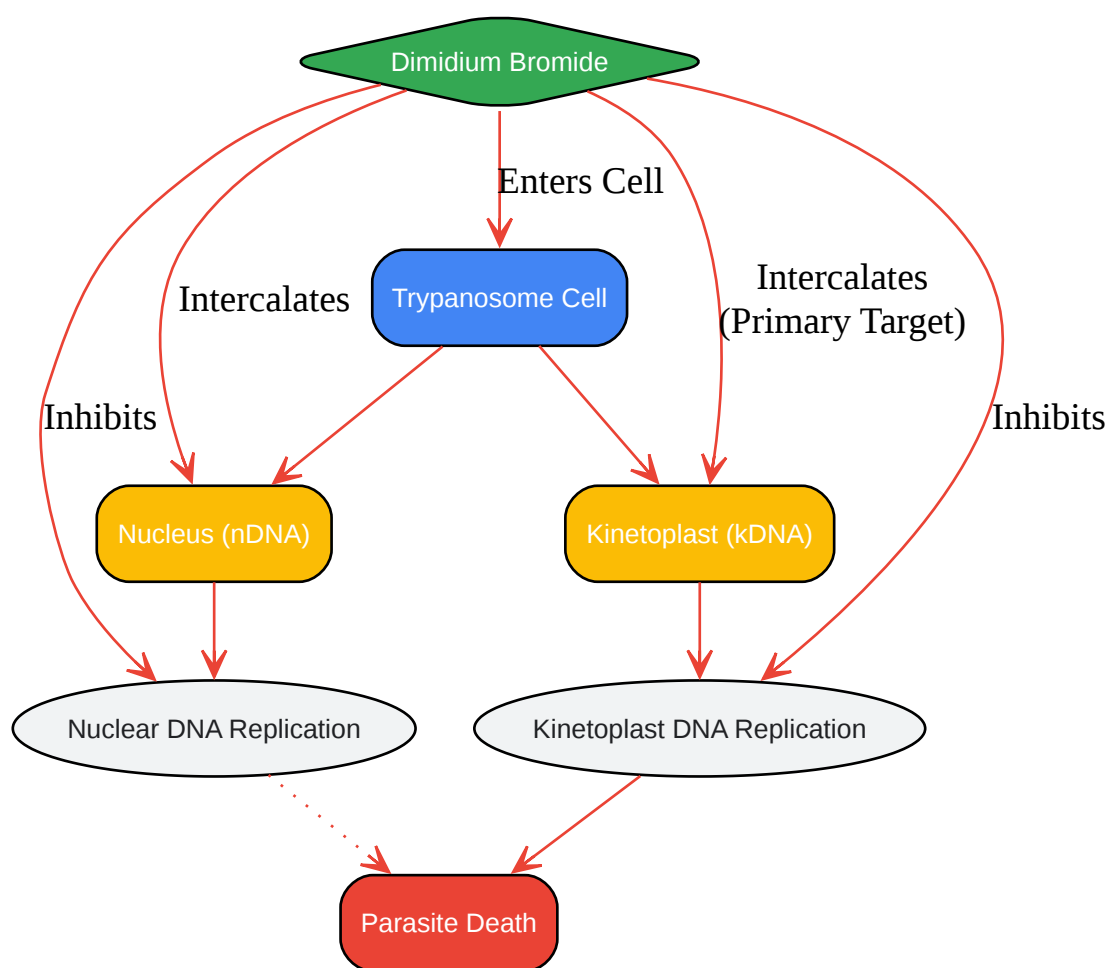 Dimidium Bromide
Enters Cell
Intercalates
Trypanosome Cell
Intercalates
(Primary Target)
Inhibits
Inhibits
Nucleus (nDNA)
Kinetoplast (kDNA)
Nuclear DNA Replication
Kinetoplast DNA Replication
Parasite Death